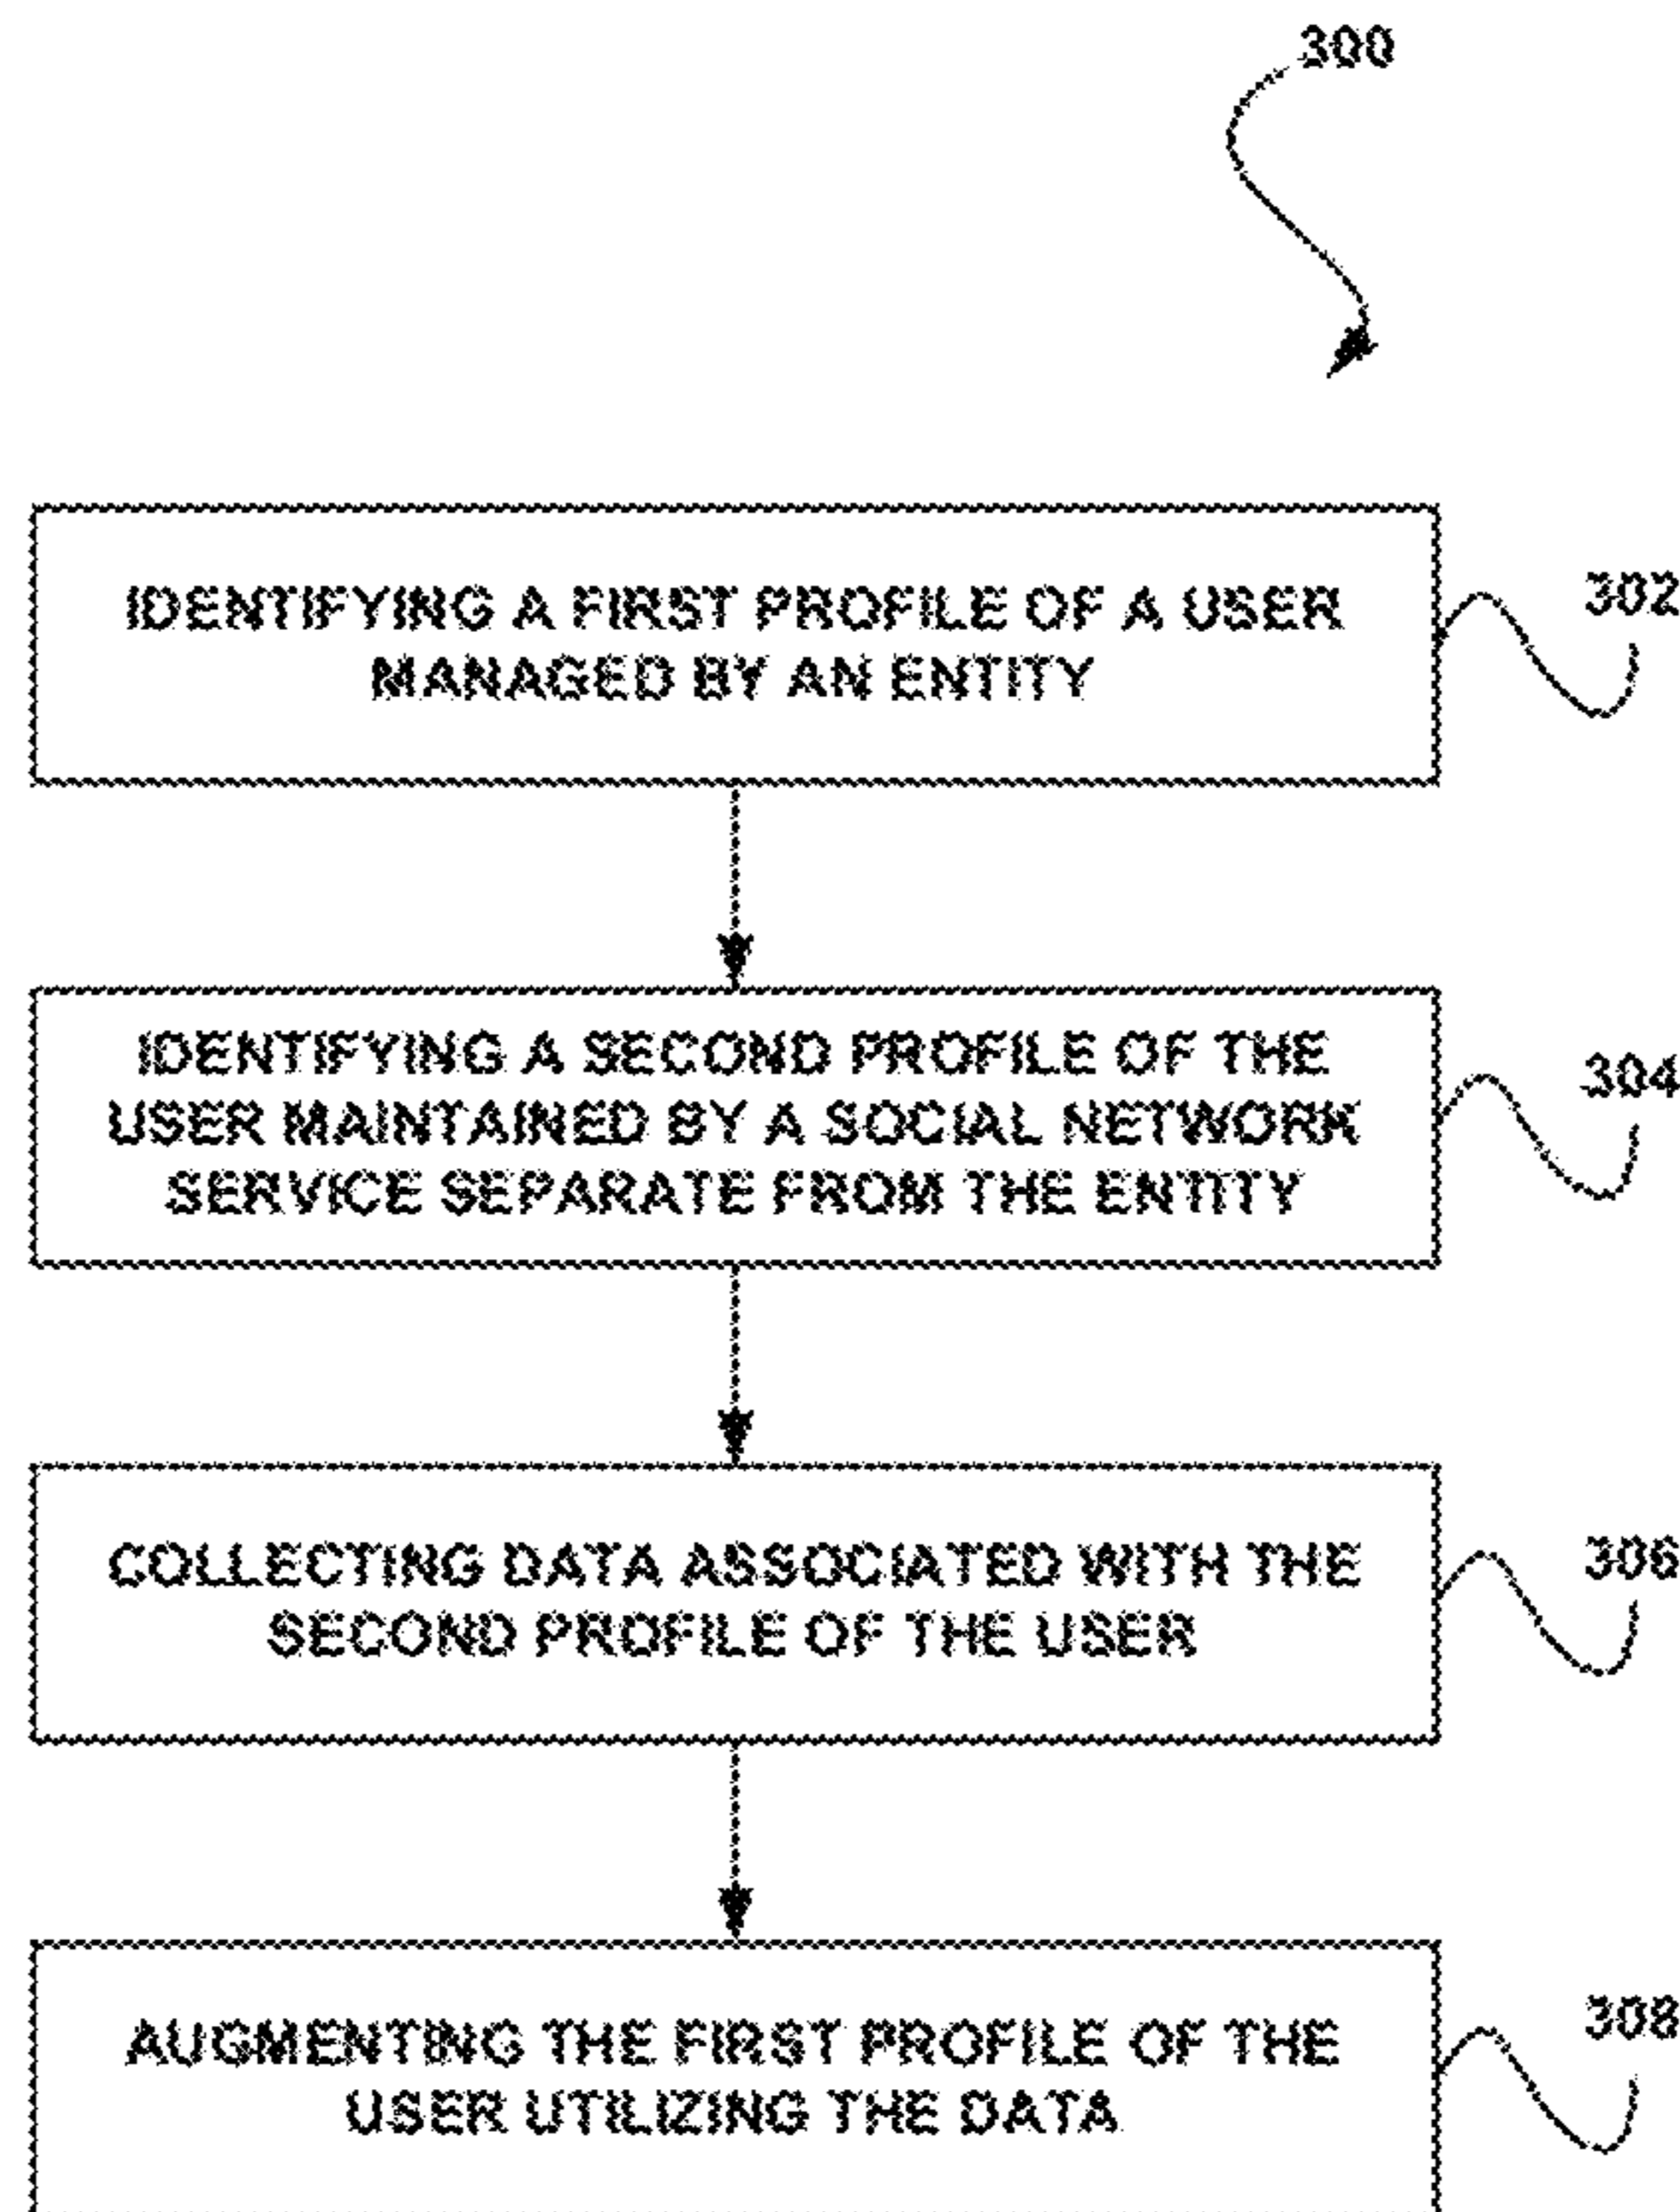 300
IDENTIFYING A FIRST PROFILE OF A USER
MANAGED BY AN ENTITY
302
IDENTIFYING A SECOND PROFILE OF THE
USER MAINTAINED BY A SOCIAL NETWORK
SERVICE SEPARATE FROM THE ENTITY
304
COLLECTING DATA ASSOCIATED WITH THE
SECOND PROFILE OF THE USER
306
AUGMENTING THE FIRST PROFILE OF THE
USER UTILIZING THE DATA
308